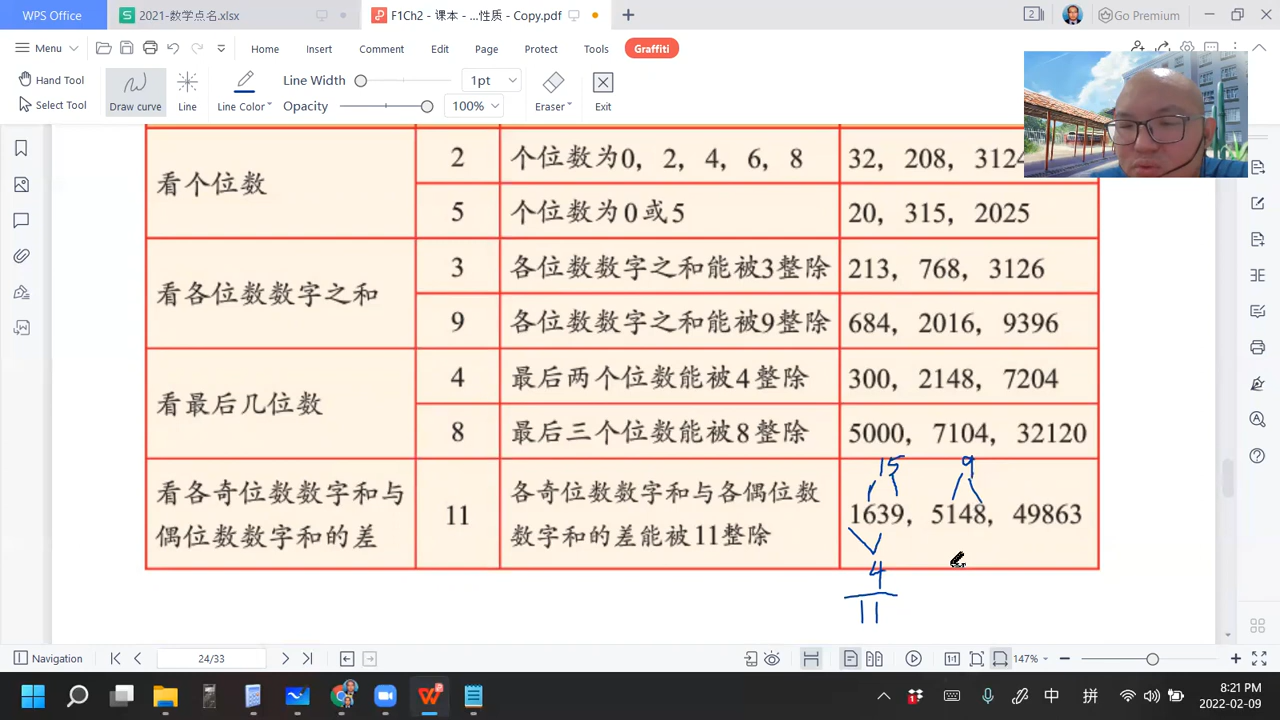 WPS Office
2021-数学点名.xlsx
F1Ch2 - 课本 - ...性质 - Copy.pdf
2
Go Premium
Menu
Home
Insert
Comment
Edit
Page
Protect
Tools
Graffiti
Hand Tool
Select Tool
Draw curve
Line
Line Color
Line Width
1pt
Opacity
100%
Eraser
Exit
看个位数
2
个位数为0, 2, 4, 6, 8
32, 208, 3124
5
个位数为0或5
20, 315, 2025
看各位数数字之和
3
各位数数字之和能被3整除
213, 768, 3126
9
各位数数字之和能被9整除
684, 2016, 9396
看最后几位数
4
最后两个位数能被4整除
300, 2148, 7204
8
最后三个位数能被8整除
5000, 7104, 32120
看各奇位数数字和与
偶位数数字和的差
11
各奇位数数字和与各偶位数
数字和的差能被11整除
15
9
1639, 5148, 49863
4
11
Navigation
24/33
1:1
147%
中
拼
8:21 PM
2022-02-09